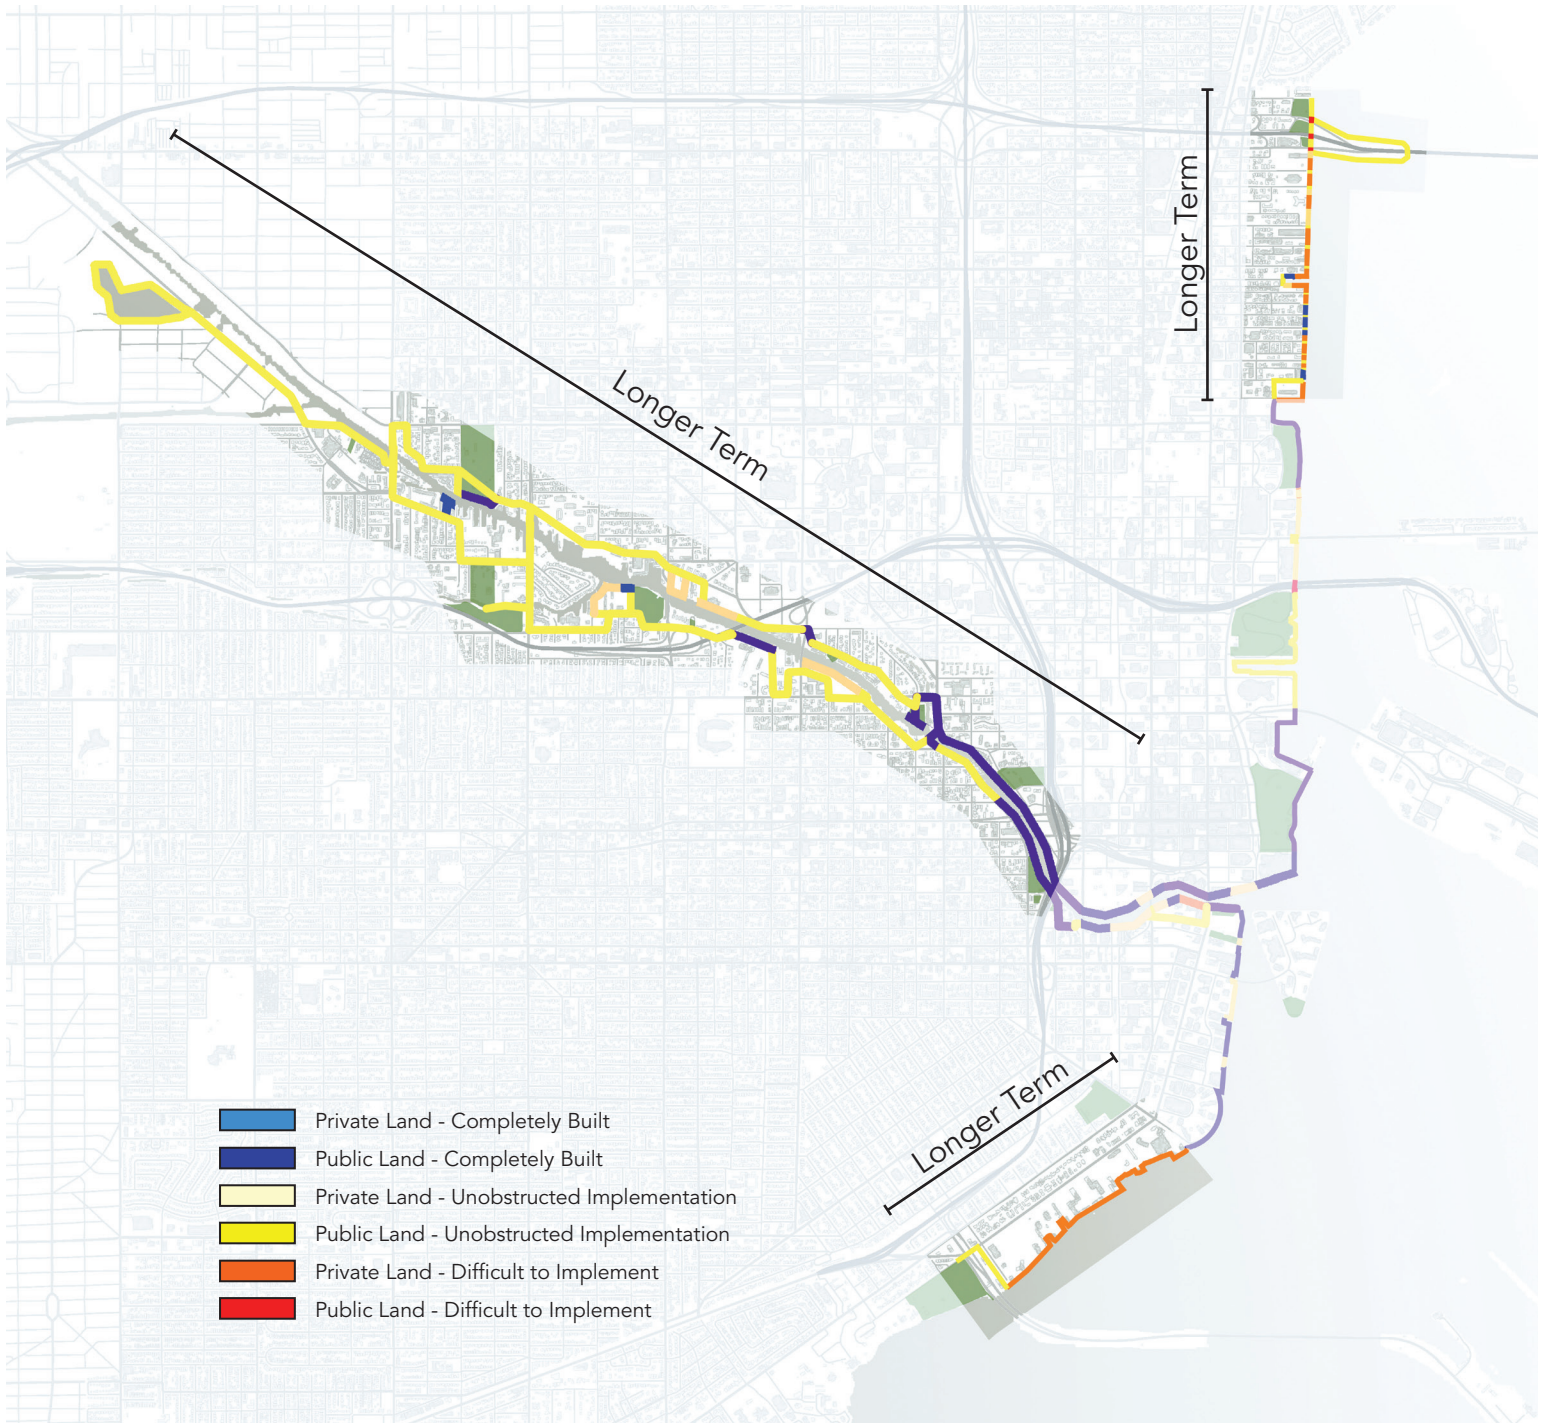 Longer Term
Longer Term
Longer Term
Private Land - Completely Built
Public Land - Completely Built
Private Land - Unobstructed Implementation
Public Land - Unobstructed Implementation
Private Land - Difficult to Implement
Public Land - Difficult to Implement